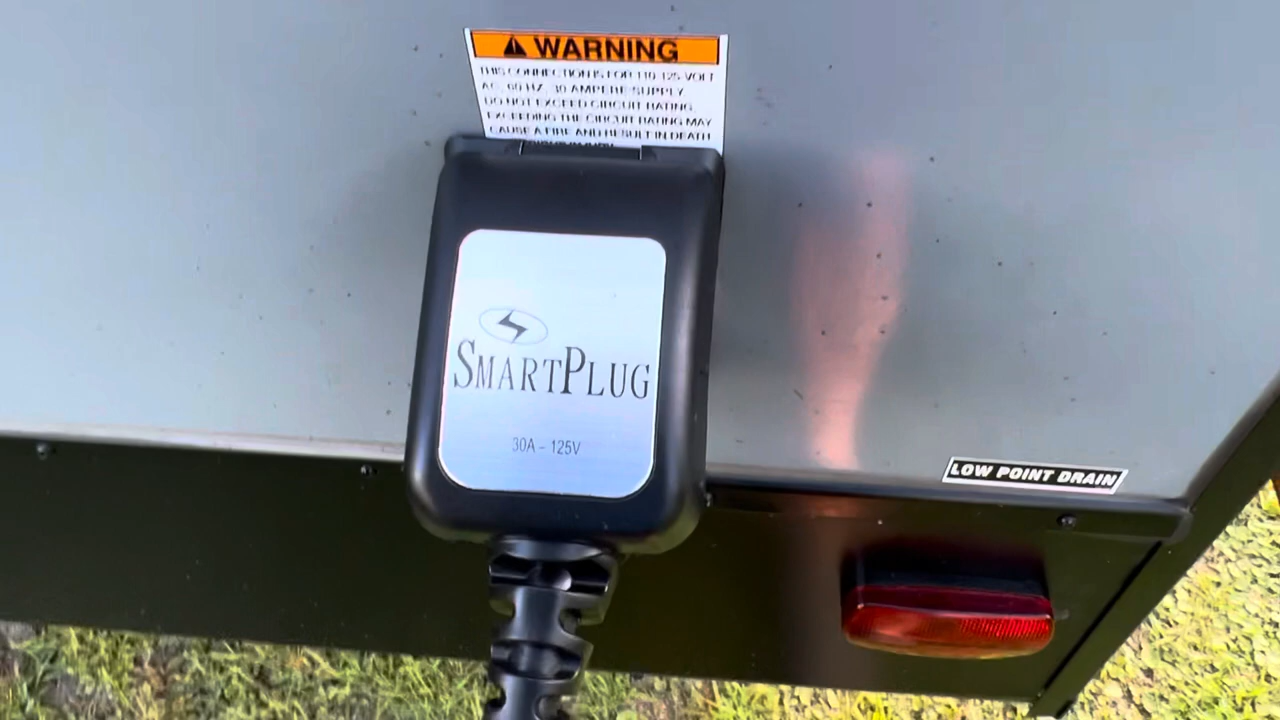 WARNING
THIS CONNECTION IS FOR 110-125 VOLT
AC, 60 HZ, 30 AMPERE SUPPLY.
DO NOT EXCEED CIRCUIT RATING.
EXCEEDING THE CIRCUIT RATING MAY
CAUSE A FIRE AND RESULT IN DEATH
SMARTPLUG
30A - 125V
LOW POINT DRAIN